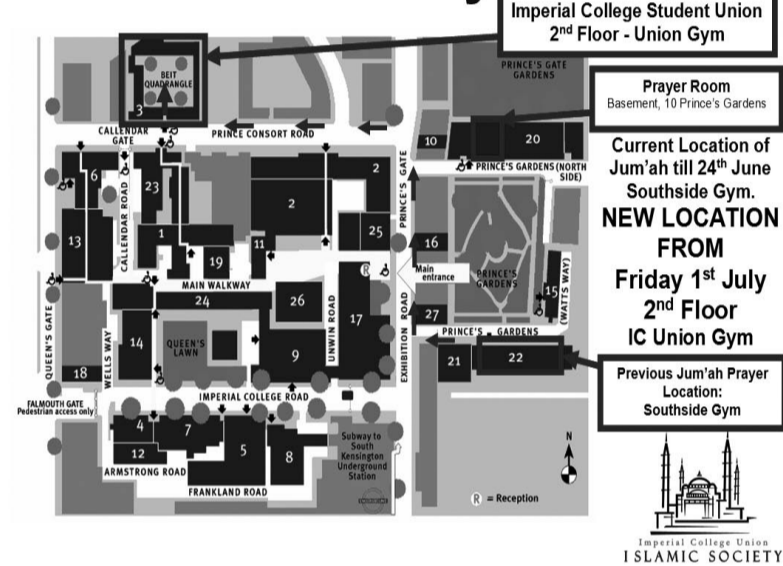 Imperial College Student Union
2nd Floor - Union Gym
Prayer Room
Basement, 10 Prince's Gardens
Current Location of
Jum'ah till 24th June
Southside Gym.
NEW LOCATION
FROM
Friday 1st July
2nd Floor
IC Union Gym
Previous Jum'ah Prayer
Location:
Southside Gym
BEIT
QUADRANGLE
3
CALLENDAR
GATE
PRINCE CONSORT ROAD
PRINCE'S GATE
GARDENS
10
20
PRINCE'S GARDENS (NORTH
SIDE)
PRINCE'S GATE
6
23
2
2
CALLENDAR ROAD
13
1
19
11
25
16
R
Main
entrance
PRINCE'S
GARDENS
15
(WATTS WAY)
MAIN WALKWAY
24
26
17
27
QUEEN'S GATE
WELLS WAY
14
QUEEN'S
LAWN
9
UNWIN ROAD
EXHIBITION ROAD
PRINCE'S - GARDENS
21
22
18
FALMOUTH GATE
Pedestrian access only
IMPERIAL COLLEGE ROAD
4
7
5
8
12
ARMSTRONG ROAD
FRANKLAND ROAD
Subway to
South
Kensington
Underground
Station
N
R = Reception
Imperial College Union
ISLAMIC SOCIETY